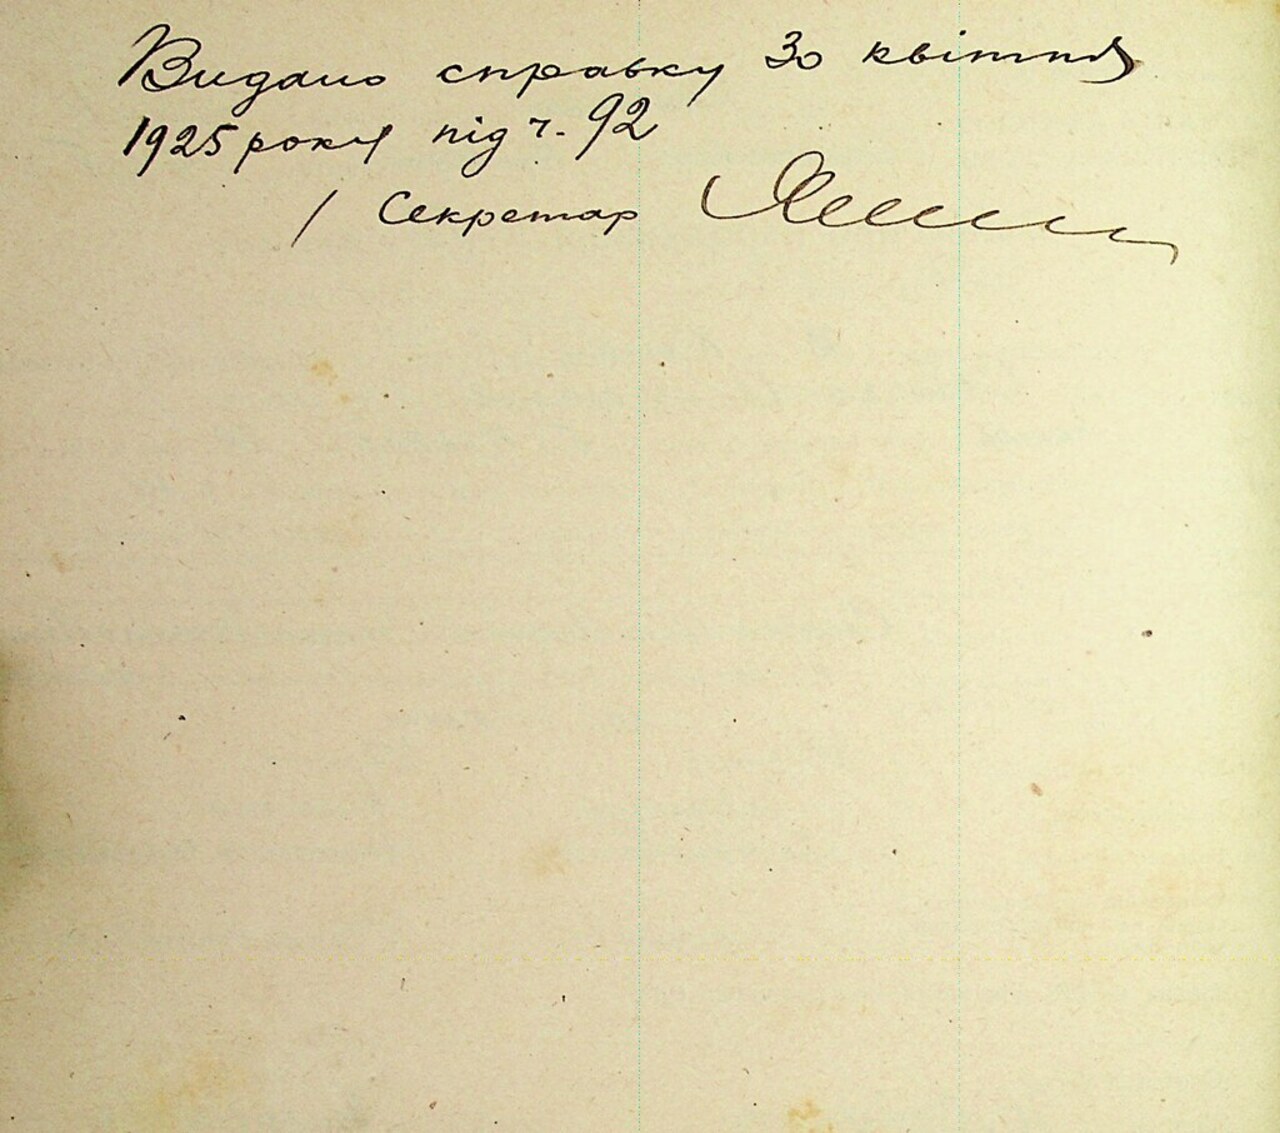 Видано справку 30 квітня
1925 року під ч. 92
/ Секретар